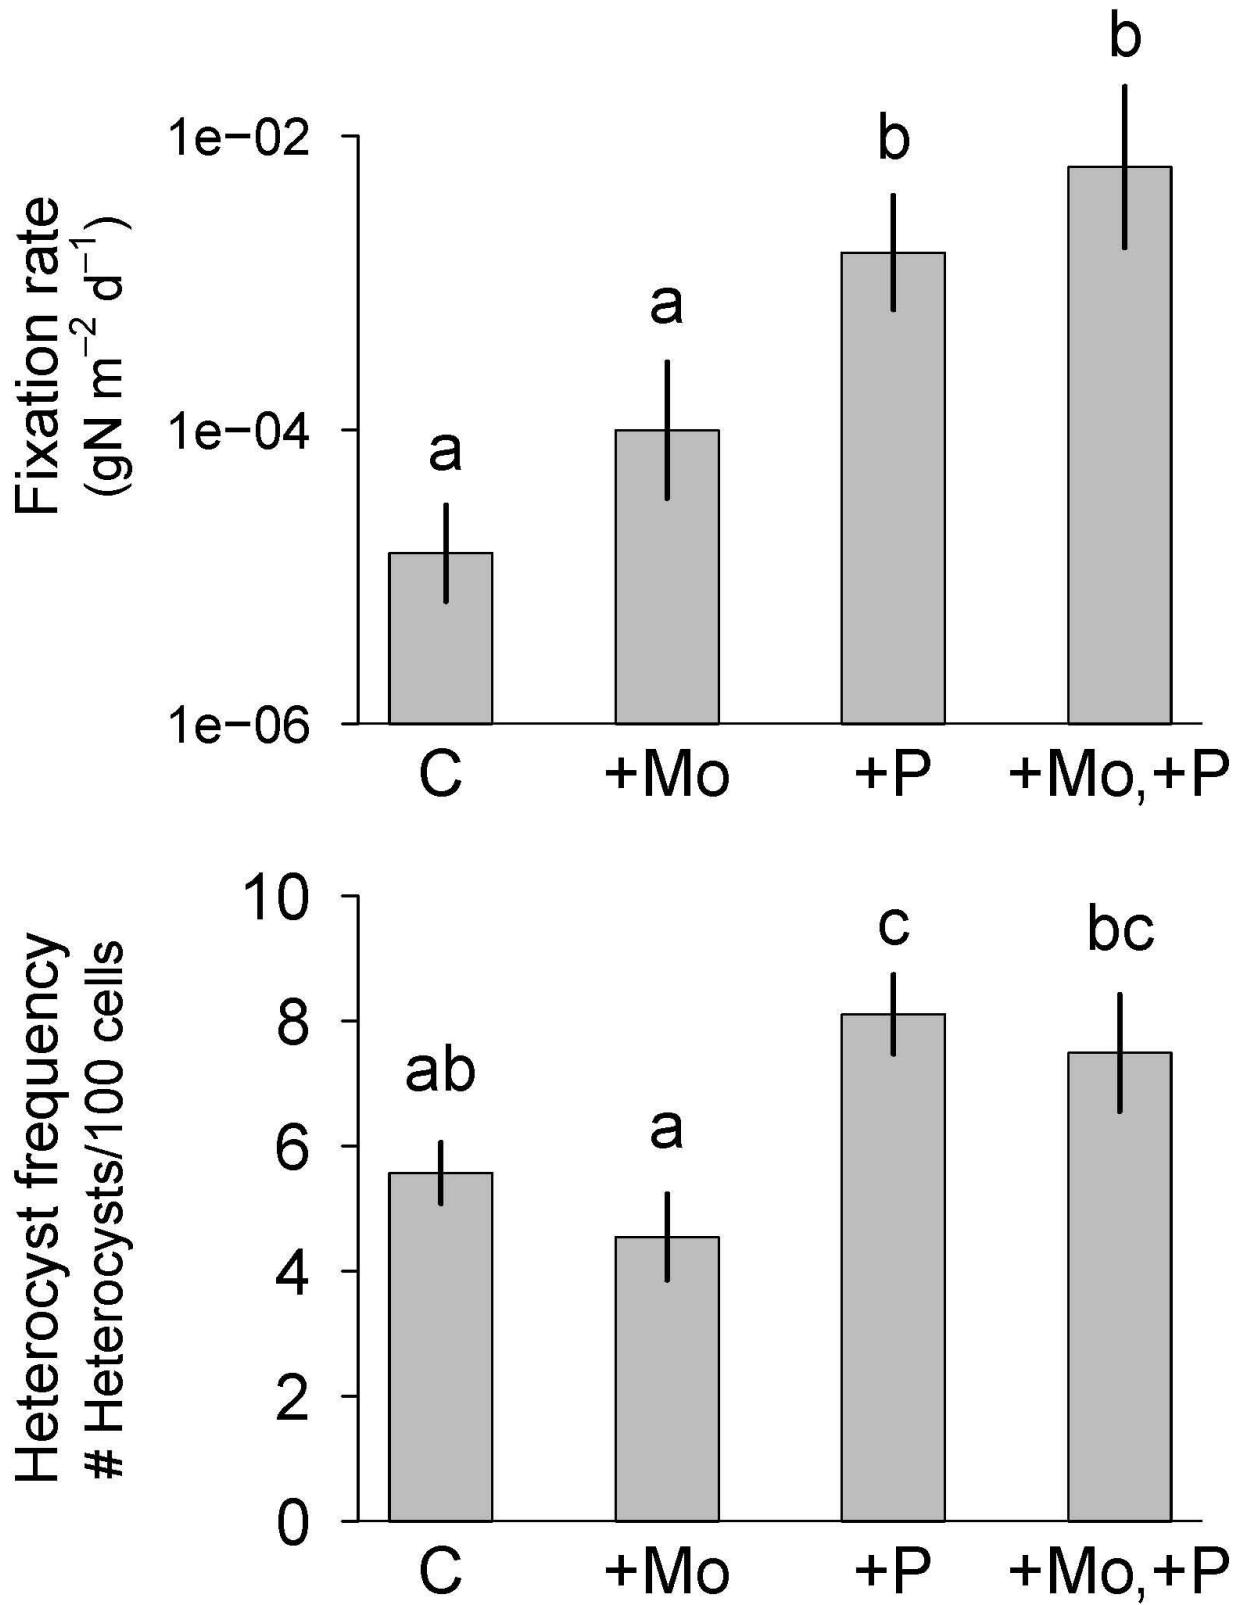 Fixation rate
(gN m⁻² d⁻¹)
1e−02
1e−04
1e−06
a
a
b
b
C
+Mo
+P
+Mo,+P
Heterocyst frequency
# Heterocysts/100 cells
10
8
6
4
2
0
ab
a
c
bc
C
+Mo
+P
+Mo,+P